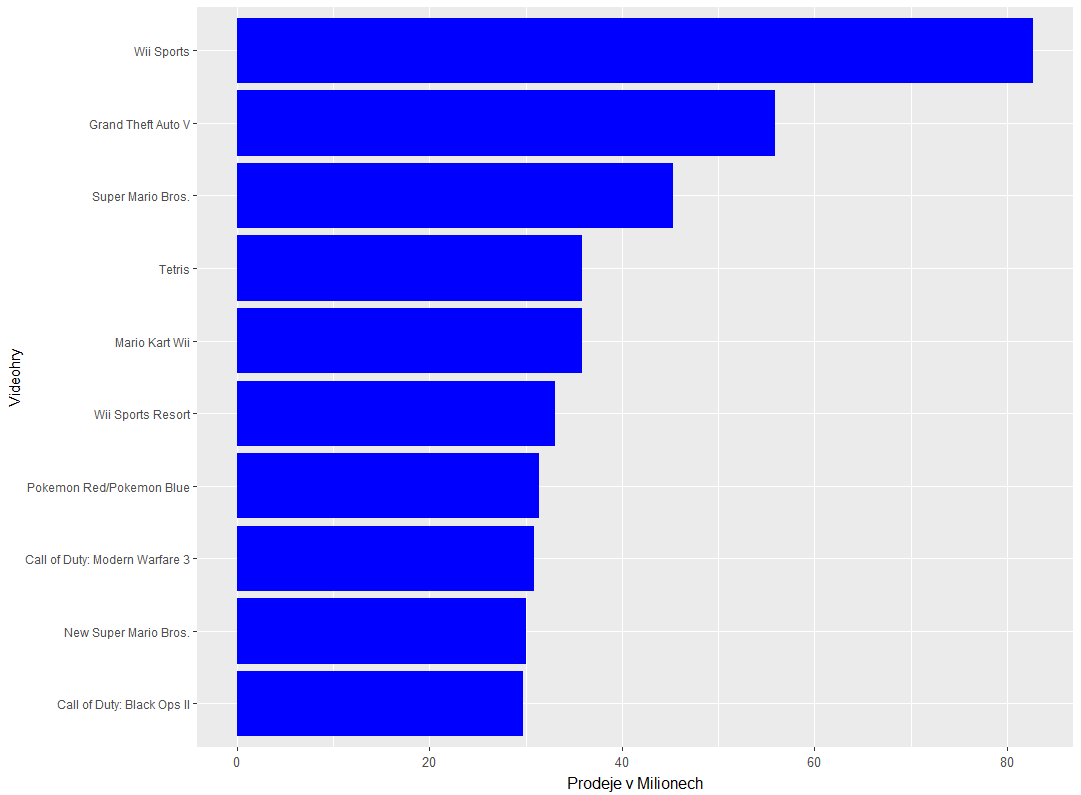 Wii Sports
Grand Theft Auto V
Super Mario Bros.
Tetris
Mario Kart Wii
Wii Sports Resort
Pokemon Red/Pokemon Blue
Call of Duty: Modern Warfare 3
New Super Mario Bros.
Call of Duty: Black Ops II
Videohry
0 20 40 60 80
Prodeje v Milionech